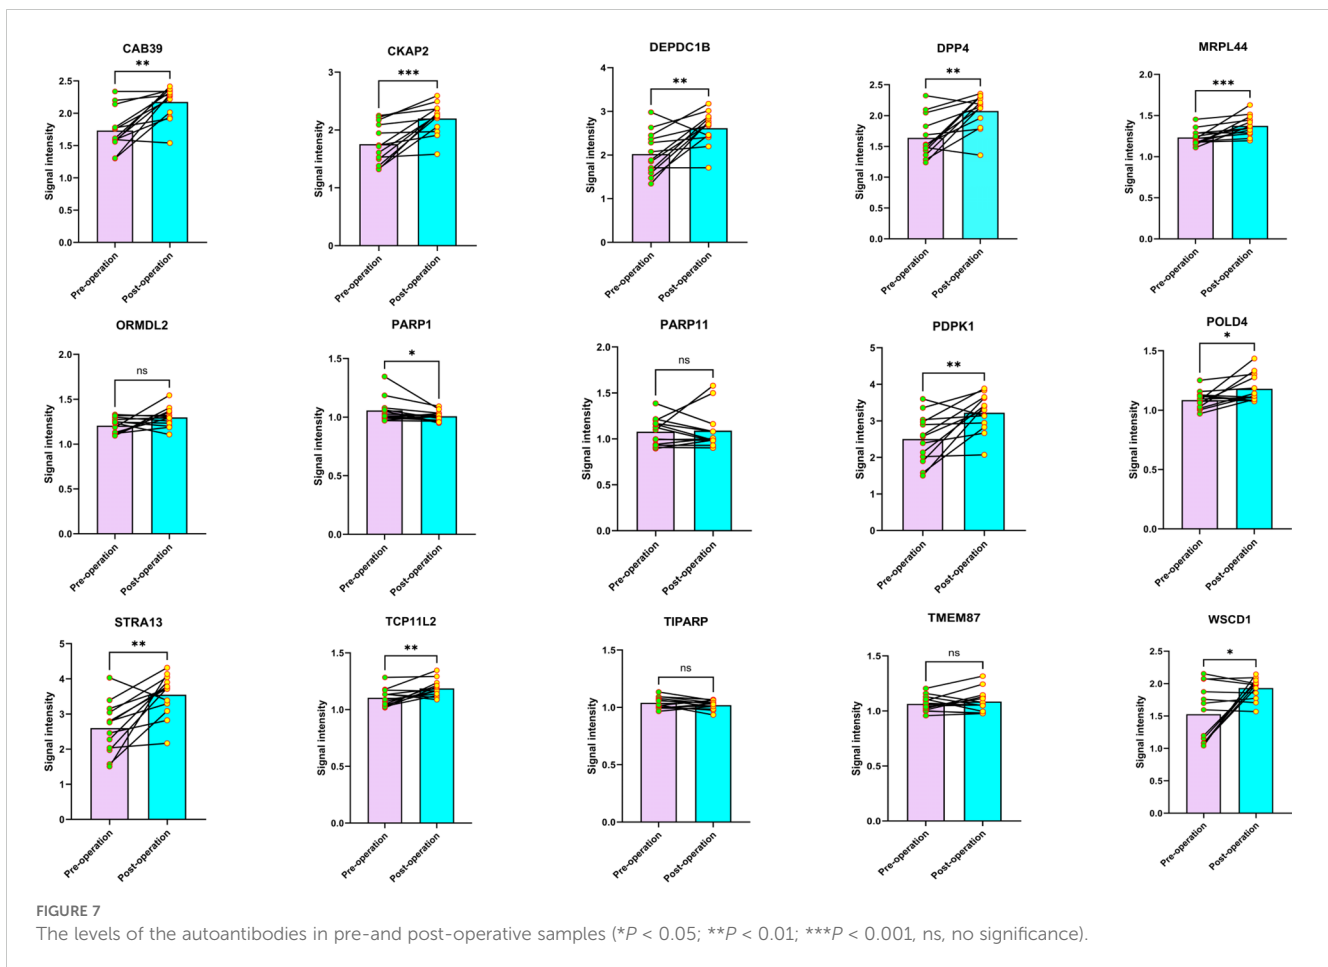 CAB39
**
Signal intensity
2.5
2.0
1.5
1.0
0.5
0.0
Pre-operation
Post-operation
CKAP2
***
Signal intensity
3
2
1
0
Pre-operation
Post-operation
DEPDC1B
**
Signal intensity
4
3
2
1
0
Pre-operation
Post-operation
DPP4
**
Signal intensity
2.5
2.0
1.5
1.0
0.5
0.0
Pre-operation
Post-operation
MRPL44
***
Signal intensity
2.0
1.5
1.0
0.5
0.0
Pre-operation
Post-operation
ORMDL2
ns
Signal intensity
2.0
1.5
1.0
0.5
0.0
Pre-operation
Post-operation
PARP1
*
Signal intensity
1.5
1.0
0.5
0.0
Pre-operation
Post-operation
PARP11
ns
Signal intensity
2.0
1.5
1.0
0.5
0.0
Pre-operation
Post-operation
PDPK1
**
Signal intensity
5
4
3
2
1
0
Pre-operation
Post-operation
POLD4
*
Signal intensity
1.5
1.0
0.5
0.0
Pre-operation
Post-operation
STRA13
**
Signal intensity
5
4
3
2
1
0
Pre-operation
Post-operation
TCP11L2
**
Signal intensity
1.5
1.0
0.5
0.0
Pre-operation
Post-operation
TIPARP
ns
Signal intensity
1.5
1.0
0.5
0.0
Pre-operation
Post-operation
TMEM87
ns
Signal intensity
1.5
1.0
0.5
0.0
Pre-operation
Post-operation
WSCD1
*
Signal intensity
2.5
2.0
1.5
1.0
0.5
0.0
Pre-operation
Post-operation
FIGURE 7
The levels of the autoantibodies in pre-and post-operative samples (*P < 0.05; **P < 0.01; ***P < 0.001, ns, no significance).